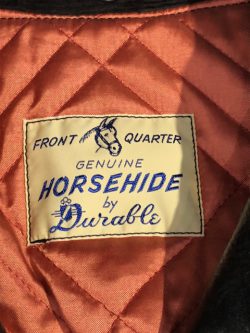 FRONT QUARTER
GENUINE
HORSEHIDE
by
Durable